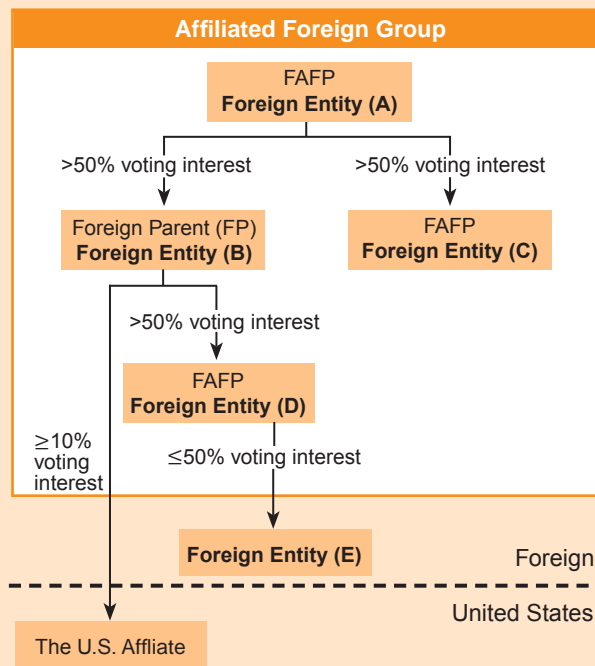 Affiliated Foreign Group
FAFP
Foreign Entity (A)
>50% voting interest
>50% voting interest
Foreign Parent (FP)
Foreign Entity (B)
FAFP
Foreign Entity (C)
>50% voting interest
FAFP
Foreign Entity (D)
≥10%
voting
interest
≤50% voting interest
Foreign Entity (E)
Foreign
United States
The U.S. Affliate